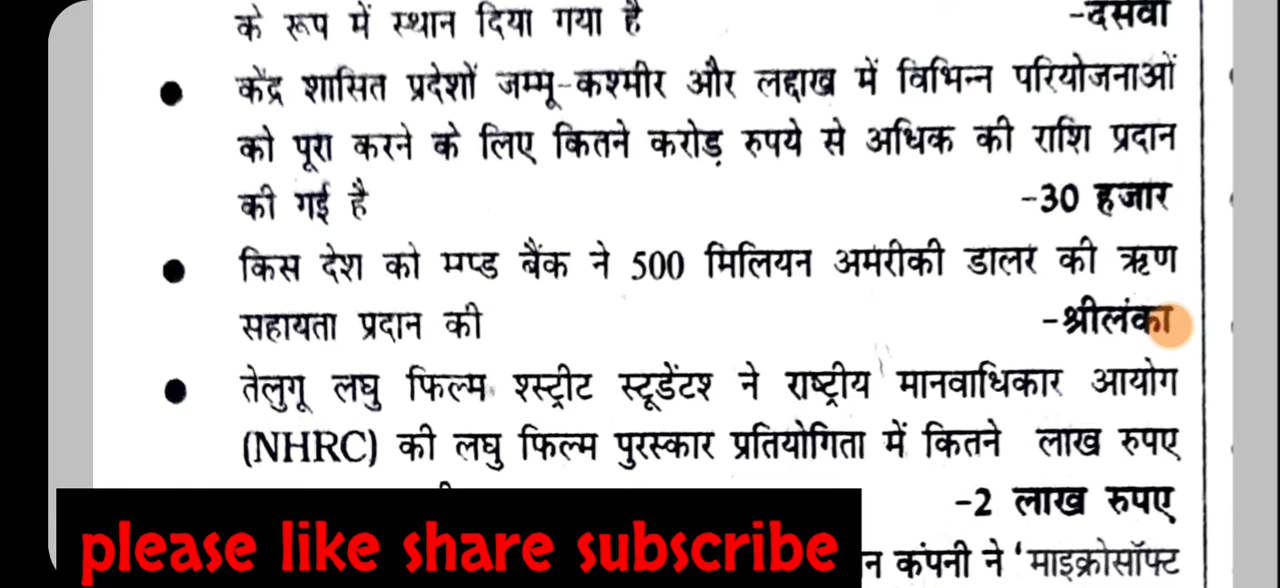 के रूप में स्थान दिया गया है -दसवां
● केंद्र शासित प्रदेशों जम्मू-कश्मीर और लद्दाख में विभिन्न परियोजनाओं
को पूरा करने के लिए कितने करोड़ रुपये से अधिक की राशि प्रदान
की गई है -30 हजार
● किस देश को मप्ड बैंक ने 500 मिलियन अमरीकी डालर की ऋण
सहायता प्रदान की -श्रीलंका
● तेलुगू लघु फिल्म श्स्ट्रीट स्टूडेंटश ने राष्ट्रीय मानवाधिकार आयोग
(NHRC) की लघु फिल्म पुरस्कार प्रतियोगिता में कितने लाख रुपए
-2 लाख रुपए
न कंपनी ने 'माइक्रोसॉफ्ट
please like share subscribe